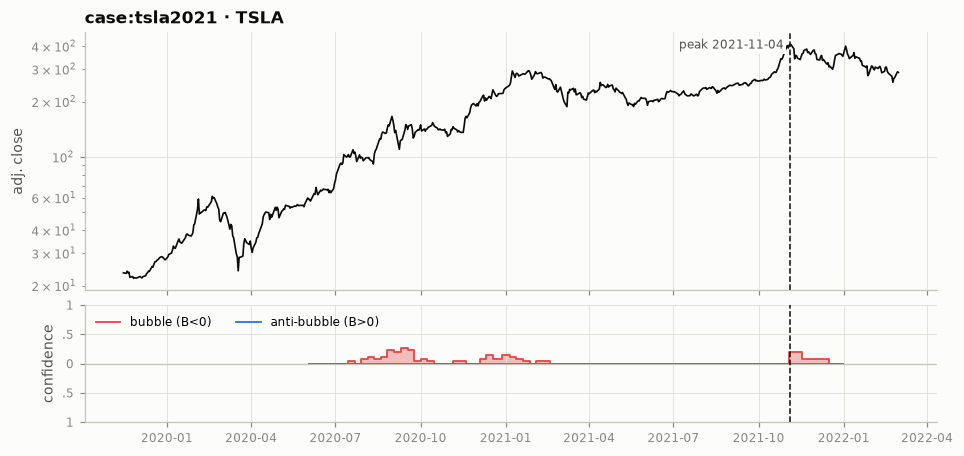 case:tsla2021 · TSLA
adj. close
4 × 10²
3 × 10²
2 × 10²
10²
6 × 10¹
4 × 10¹
3 × 10¹
2 × 10¹
peak 2021-11-04
confidence
1
.5
0
.5
1
bubble (B<0)
anti-bubble (B>0)
2020-01
2020-04
2020-07
2020-10
2021-01
2021-04
2021-07
2021-10
2022-01
2022-04